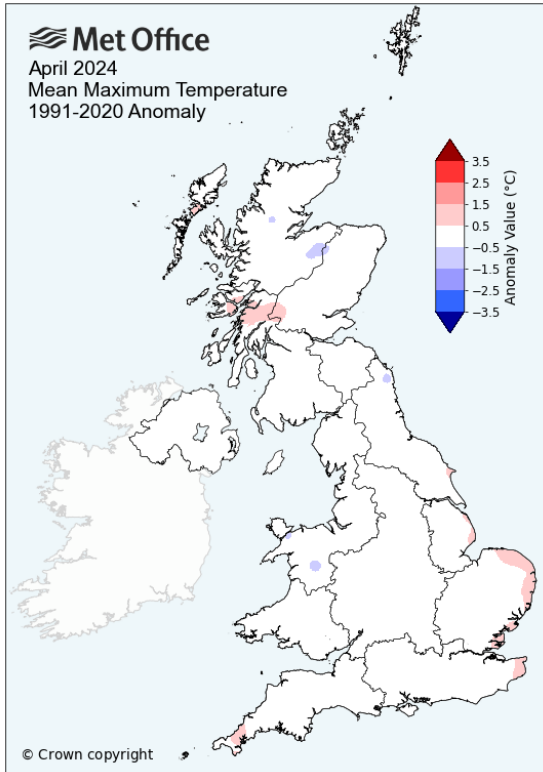 Met Office
April 2024
Mean Maximum Temperature
1991-2020 Anomaly
3.5
2.5
1.5
0.5
−0.5
−1.5
−2.5
−3.5
Anomaly Value (°C)
© Crown copyright